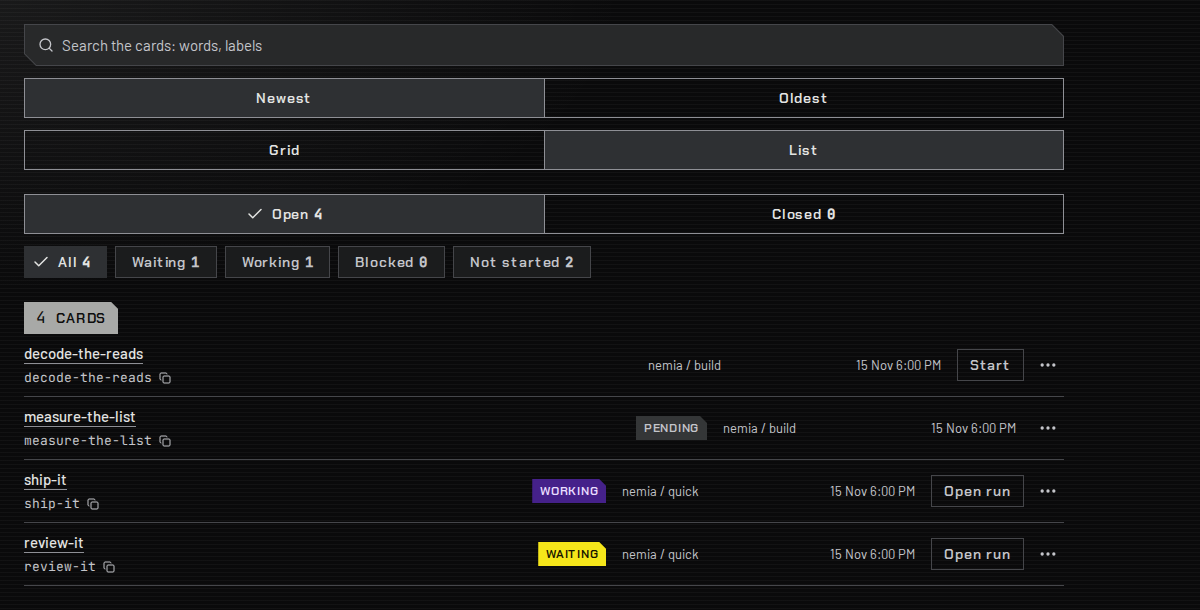 Search the cards: words, labels
Newest Oldest
Grid List
Open 4 Closed 0
All 4 Waiting 1 Working 1 Blocked 0 Not started 2
4 CARDS
decode-the-reads
decode-the-reads nemia / build 15 Nov 6:00 PM Start
measure-the-list
measure-the-list PENDING nemia / build 15 Nov 6:00 PM
ship-it
ship-it WORKING nemia / quick 15 Nov 6:00 PM Open run
review-it
review-it WAITING nemia / quick 15 Nov 6:00 PM Open run